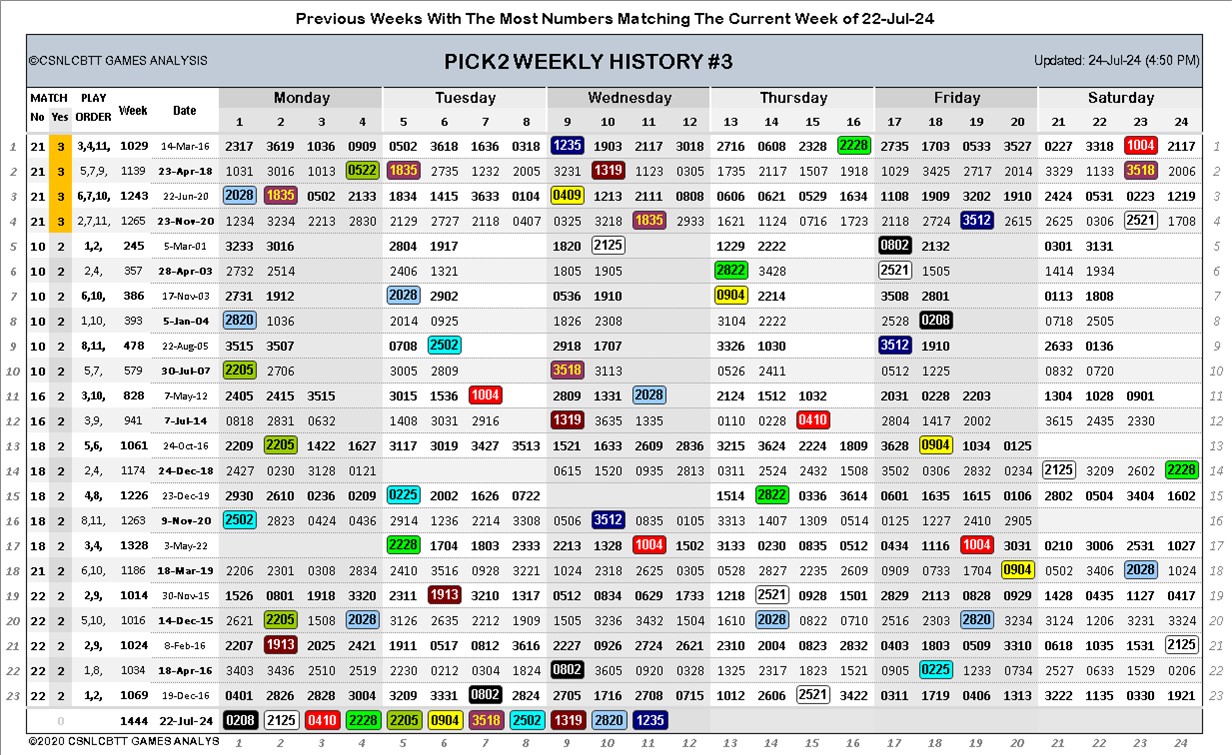 Previous Weeks With The Most Numbers Matching The Current Week of 22-Jul-24
©CSNLCBTT GAMES ANALYSIS PICK2 WEEKLY HISTORY #3 Updated: 24-Jul-24 (4:50 PM)
MATCH PLAY Week Date Monday Tuesday Wednesday Thursday Friday Saturday
No Yes ORDER 1 2 3 4 5 6 7 8 9 10 11 12 13 14 15 16 17 18 19 20 21 22 23 24
1 21 3 3,4,11, 1029 14-Mar-16 2317 3619 1036 0909 0502 3618 1636 0318 1235 1903 2117 3018 2716 0608 2328 2228 2735 1703 0533 3527 0227 3318 1004 2117 1
2 21 3 5,7,9, 1139 23-Apr-18 1031 3016 1013 0522 1835 2735 1232 2005 3231 1319 1123 0305 1735 2117 1507 1918 1029 3425 2717 2014 3329 1133 3518 2006 2
3 21 3 6,7,10, 1243 22-Jun-20 2028 1835 0502 2133 1834 1415 3633 0104 0409 1213 2111 0808 0606 0621 0529 1634 1108 1909 0209 2931 2424 0531 0223 1219 3
4 21 3 2,7,11, 1265 23-Nov-20 1234 3234 2213 2830 2129 2727 2118 0407 0325 3218 1835 2933 1621 1124 0716 1723 2118 2724 3512 2615 2625 0306 2521 1708 4
5 10 2 1,2, 245 5-Mar-01 3233 3016 2804 1917 1820 2125 1229 2222 0802 2132 0301 3131 5
6 10 2 2,4, 357 28-Apr-03 2732 2514 2406 1321 1805 1905 2822 3428 2521 1505 1414 1934 6
7 10 2 6,10, 386 17-Nov-03 2731 1912 2028 2902 0536 1910 0904 2214 3508 2801 0113 1808 7
8 10 2 1,10, 393 5-Jan-04 2820 1036 2014 0925 1826 2308 3104 2222 2528 0208 0718 2505 8
9 10 2 8,11, 478 22-Aug-05 3515 3507 0708 2502 2918 1707 3326 1030 3512 1910 2633 0136 9
10 10 2 5,7, 579 30-Jul-07 2205 2706 3005 2809 3518 3113 0526 2411 0512 1225 0832 0720 10
11 16 2 3,10, 828 7-May-12 2405 2415 3515 3015 1536 1004 2809 1331 2028 2124 1512 1032 2031 0228 2203 1304 1028 0901 11
12 16 2 3,9, 941 7-Jul-14 0818 2831 0632 1408 3031 2916 1319 3635 1335 0110 0228 0410 2804 1417 2002 3615 2435 2330 12
13 18 2 5,6, 1061 24-Oct-16 2209 2205 1422 1627 3117 3019 3427 3513 1521 1633 2609 2836 3215 3624 2224 1809 3628 0904 1034 0125 13
14 18 2 2,4, 1174 24-Dec-18 2427 0230 3128 0121 0615 1520 0935 2813 0311 2524 2432 1508 3502 0306 2832 0234 2125 3209 2602 2228 14
15 18 2 4,8, 1226 23-Dec-19 2930 2610 0236 0209 0225 2002 1626 0722 1514 2822 0336 3614 0601 1635 1615 0106 2802 0504 3404 1602 15
16 18 2 8,11, 1263 9-Nov-20 2502 2823 0424 0436 2914 1236 2214 3308 0506 3512 0835 0105 3313 1407 1309 0514 0125 1227 2410 2905 16
17 18 2 3,4, 1328 3-May-22 2228 1704 1803 2333 2213 1328 1004 1502 3133 0230 0835 0512 0434 1116 1004 3031 0210 3006 2531 1027 17
18 21 2 6,10, 1186 18-Mar-19 2206 2301 0308 2834 2410 3516 0928 3221 1024 2318 2625 0305 0528 2827 2235 2609 0909 0733 1704 0904 0502 3406 2028 1024 18
19 22 2 2,9, 1014 30-Nov-15 1526 0801 1918 3320 2311 1913 3210 1317 0512 0834 0629 1733 1218 2521 0928 1501 2829 2113 0828 0929 1428 0435 1127 0417 19
20 22 2 5,10, 1016 14-Dec-15 2621 2205 1508 2028 3126 2635 2212 1909 1505 3236 3432 1504 1610 2028 0822 0710 2516 2303 2820 3234 3124 1206 3231 3324 20
21 22 2 2,9, 1024 8-Feb-16 2207 1913 2025 2421 1911 0517 0812 3616 2227 0926 2724 2621 2310 2004 0823 2832 0403 1803 0509 3310 0618 1035 1531 2125 21
22 22 2 1,8, 1034 18-Apr-16 3403 3436 2510 2519 2230 0212 0304 1824 0802 3605 0920 0328 1325 2317 1823 1521 0905 0225 1233 0734 2527 0633 1529 0206 22
23 22 2 1,2, 1069 19-Dec-16 0401 2826 2828 3004 3209 3331 0802 2824 2705 1716 2708 0715 1012 2606 2521 3422 0311 1719 0406 1313 3222 1135 0330 1921 23
0 1444 22-Jul-24 0208 2125 0410 2228 2205 0904 3518 2502 1319 2820 1235
©2020 CSNLCBTT GAMES ANALYS 1 2 3 4 5 6 7 8 9 10 11 12 13 14 15 16 17 18 19 20 21 22 23 24